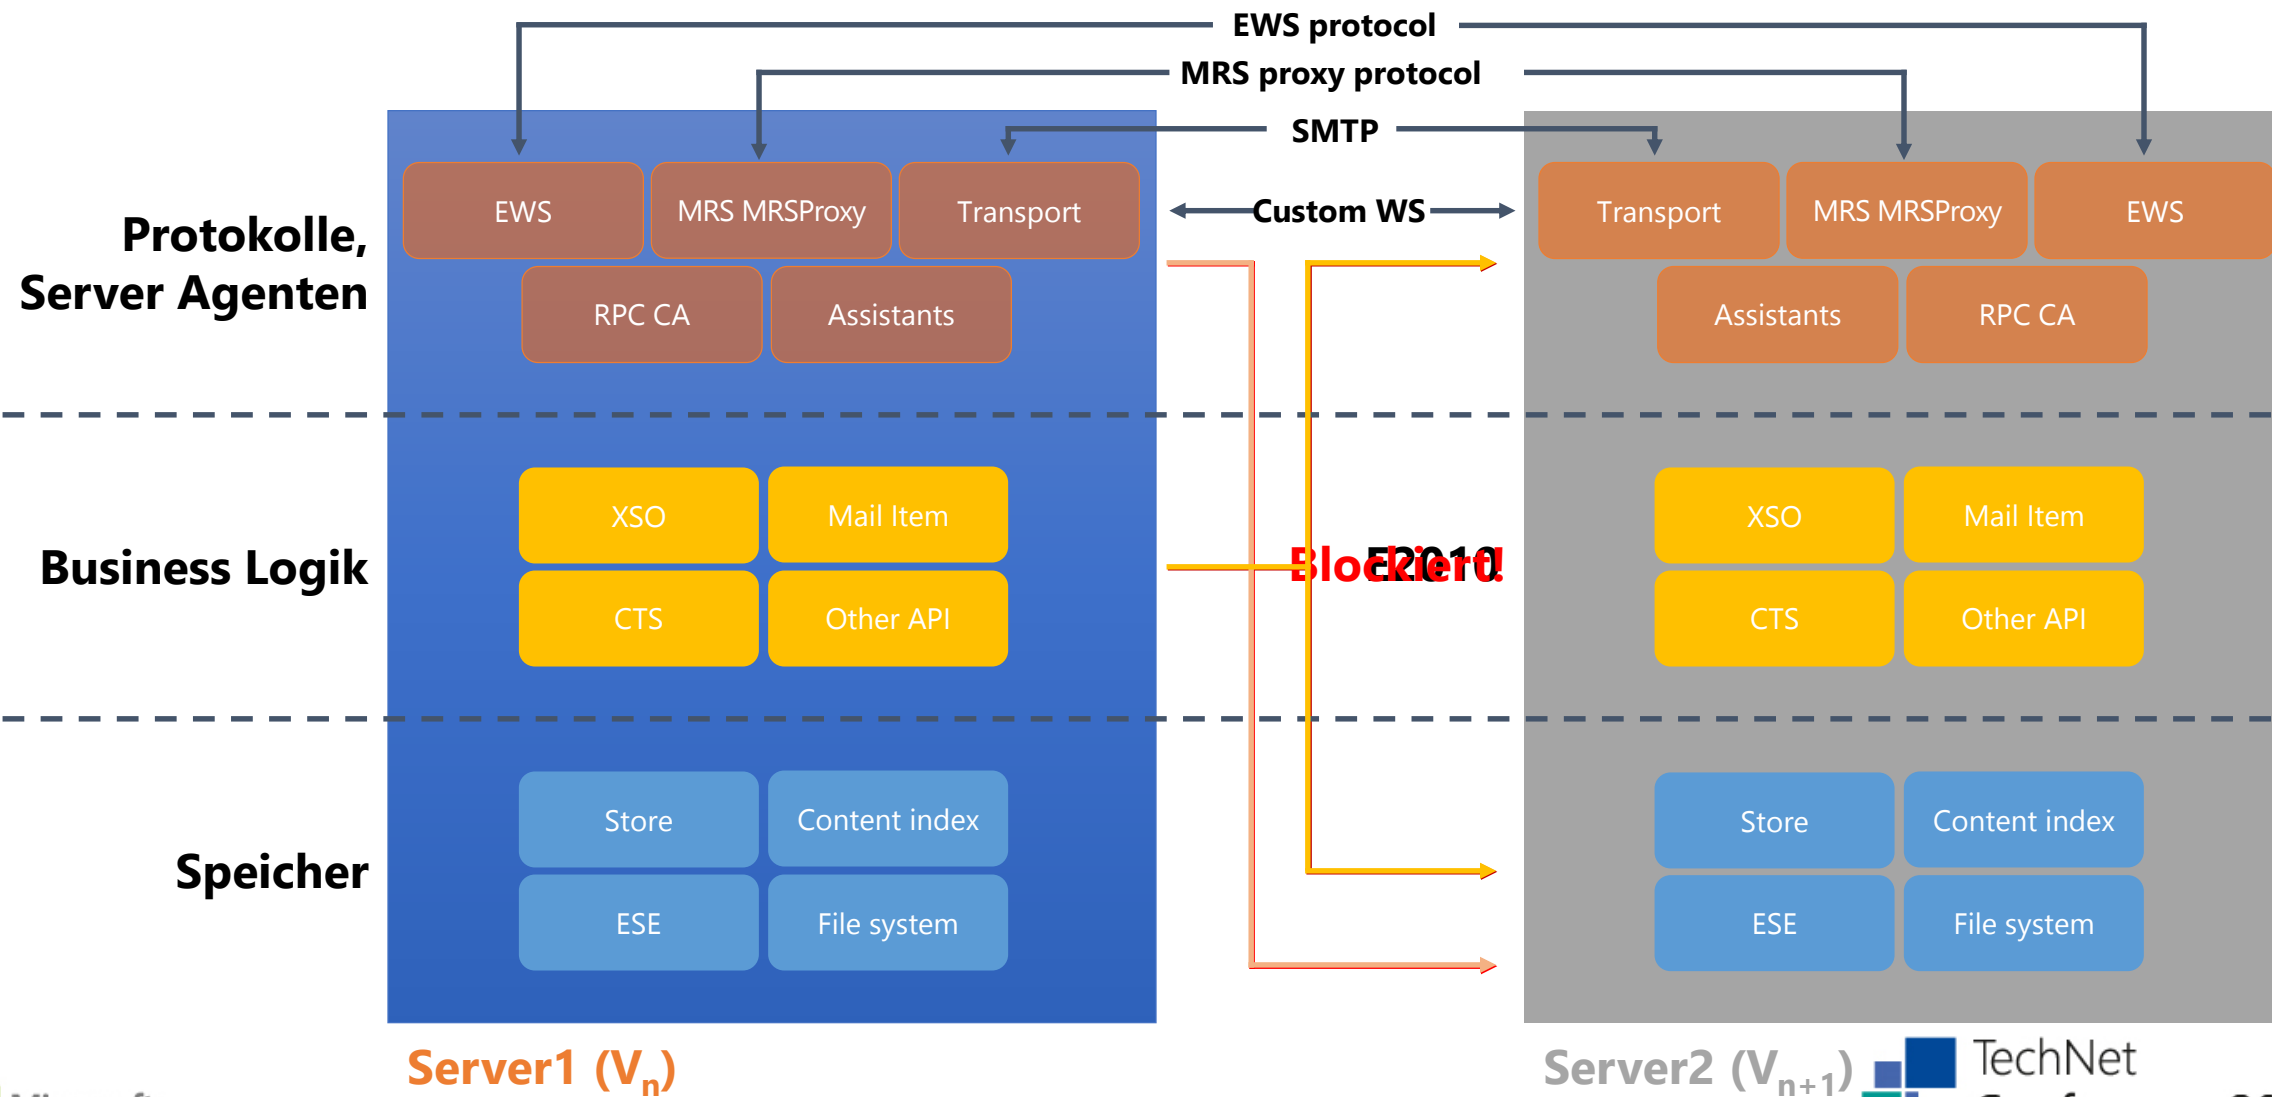 EWS protocol
MRS proxy protocol
SMTP
Custom WS
Protokolle,
Server Agenten
EWS
MRS MRSProxy
Transport
RPC CA
Assistants
Transport
MRS MRSProxy
EWS
Assistants
RPC CA
Business Logik
XSO
Mail Item
CTS
Other API
Blockiert!
E2010
XSO
Mail Item
CTS
Other API
Speicher
Store
Content index
ESE
File system
Store
Content index
ESE
File system
Server1 (Vn)
Server2 (Vn+1)
TechNet